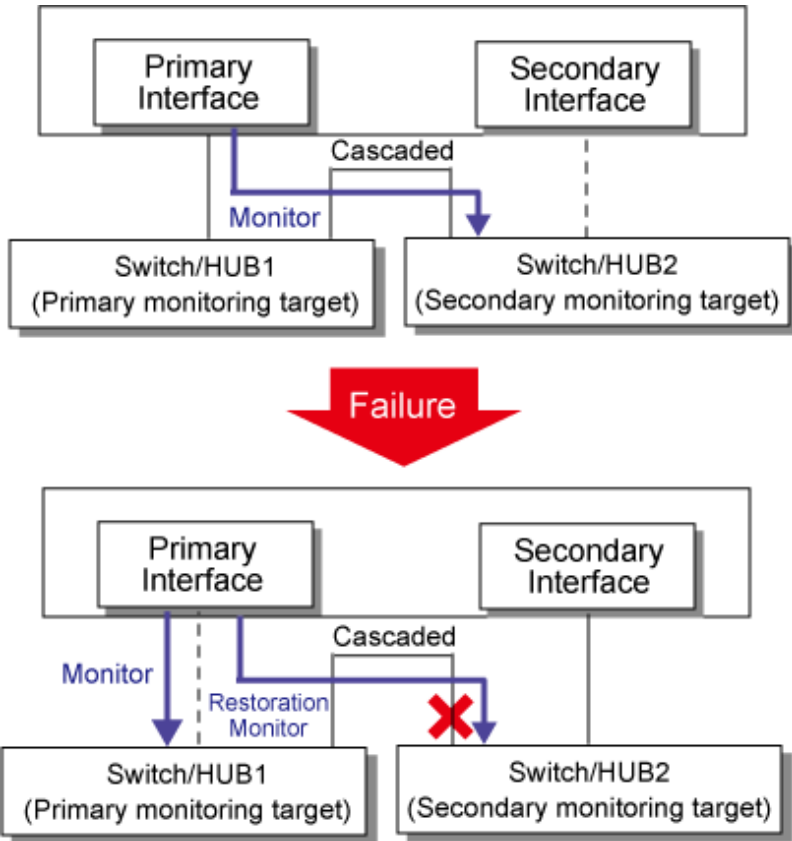 Primary
Interface
Secondary
Interface
Cascaded
Monitor
Switch/HUB1
(Primary monitoring target)
Switch/HUB2
(Secondary monitoring target)
Failure
Primary
Interface
Secondary
Interface
Cascaded
Monitor
Restoration
Monitor
Switch/HUB1
(Primary monitoring target)
Switch/HUB2
(Secondary monitoring target)